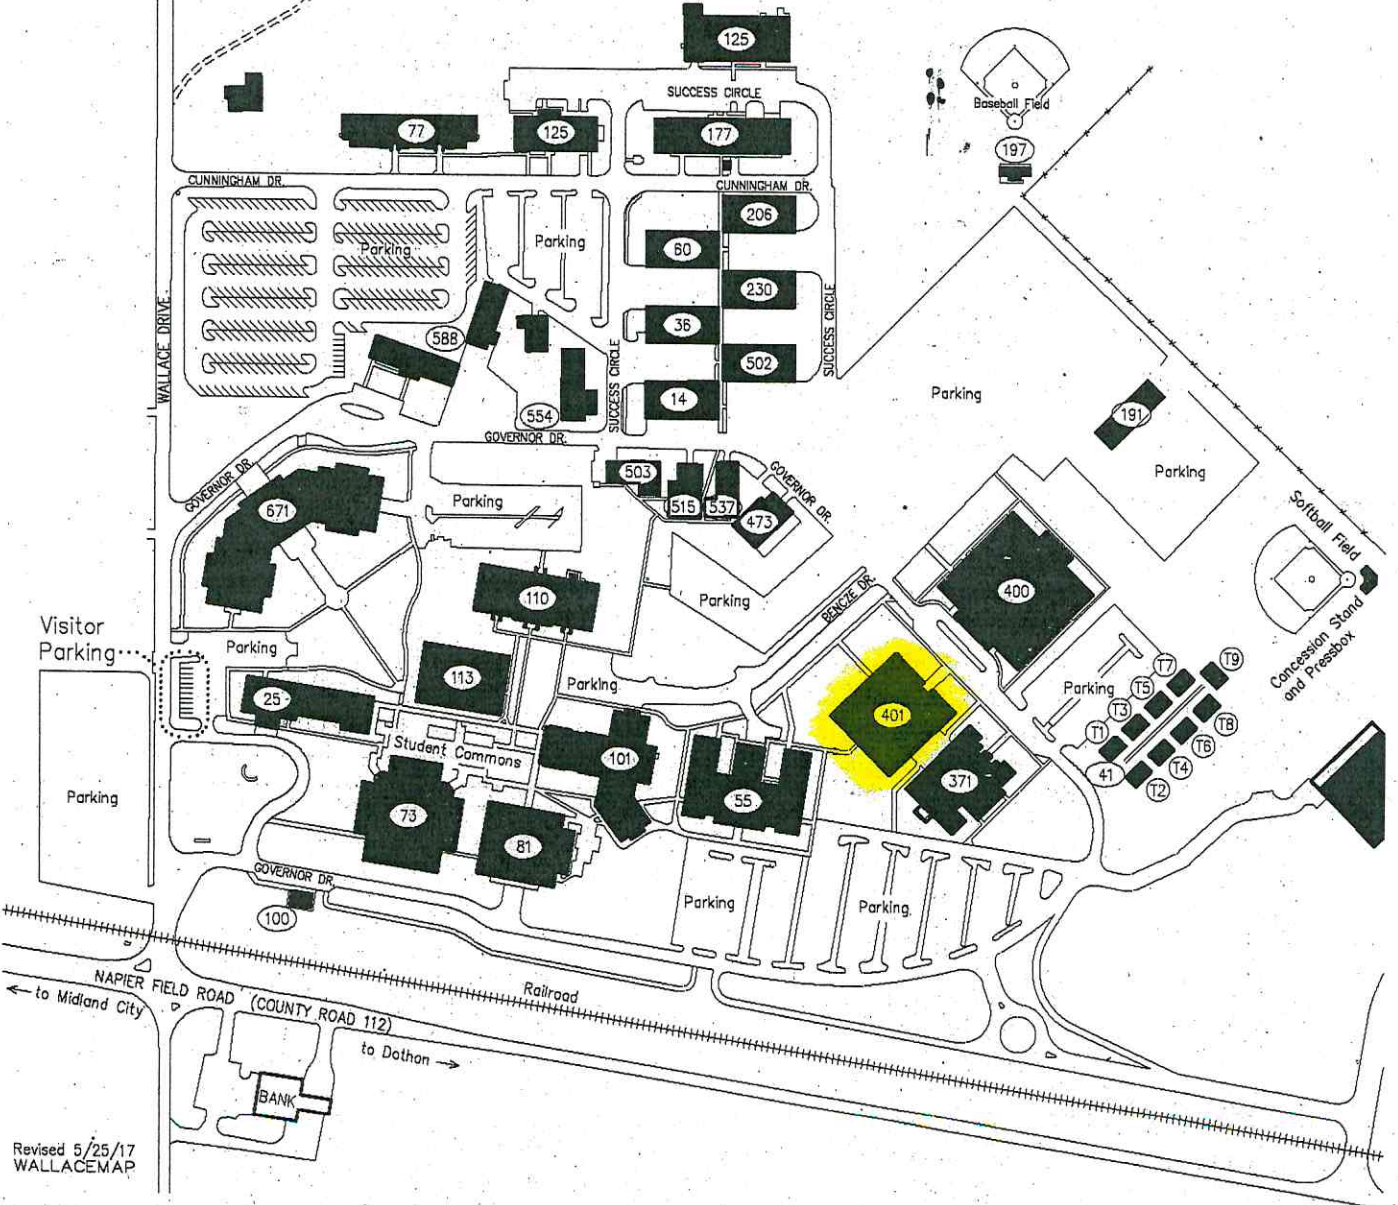 125
SUCCESS CIRCLE
Baseball Field
77
125
177
197
CUNNINGHAM DR.
CUNNINGHAM DR.
206
Parking
Parking
60
230
WALLACE DRIVE
588
36
SUCCESS CIRCLE
SUCCESS CIRCLE
502
Parking
14
554
191
GOVERNOR DR.
GOVERNOR DR.
503
GOVERNOR DR.
Parking
671
Parking
515
537
473
Softball Field
110
400
Parking
BENCZE DR.
Visitor
Parking
Parking
Concession Stand
and Pressbox
113
Parking
25
401
Parking
T9
T7
T5
T3
T1
T8
T6
T4
T2
41
Student Commons
101
371
55
Parking
73
81
GOVERNOR DR.
Parking
Parking
100
NAPIER FIELD ROAD (COUNTY ROAD 112)
← to Midland City
Railroad
to Dothan →
BANK
Revised 5/25/17
WALLACEMAP